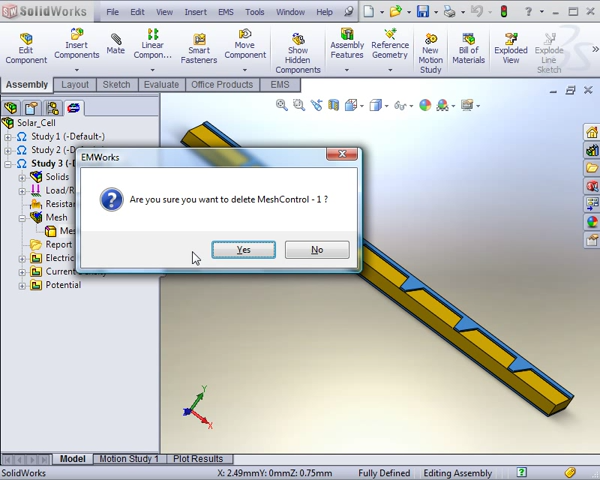 SolidWorks File Edit View Insert EMS Tools Window
Edit Component Insert Components Mate Linear Compon... Smart Fasteners Move Component Show Hidden Components Assembly Features Reference Geometry New Motion Study Bill of Materials Exploded View Explode Line Sketch
Assembly Layout Sketch Evaluate Office Products EMS
Solar_Cell
Study 1 (-Default-)
Study 2 (-Default-)
Study 3 (-D
Solids
Load/R
Resistan
Mesh
Mes
Report
Electric
Current Density
Potential
EMWorks
Are you sure you want to delete MeshControl - 1 ?
Yes No
Y
X
Model Motion Study 1 Plot Results
SolidWorks X: 2.49mmY: 0mmZ: 0.75mm Fully Defined Editing Assembly